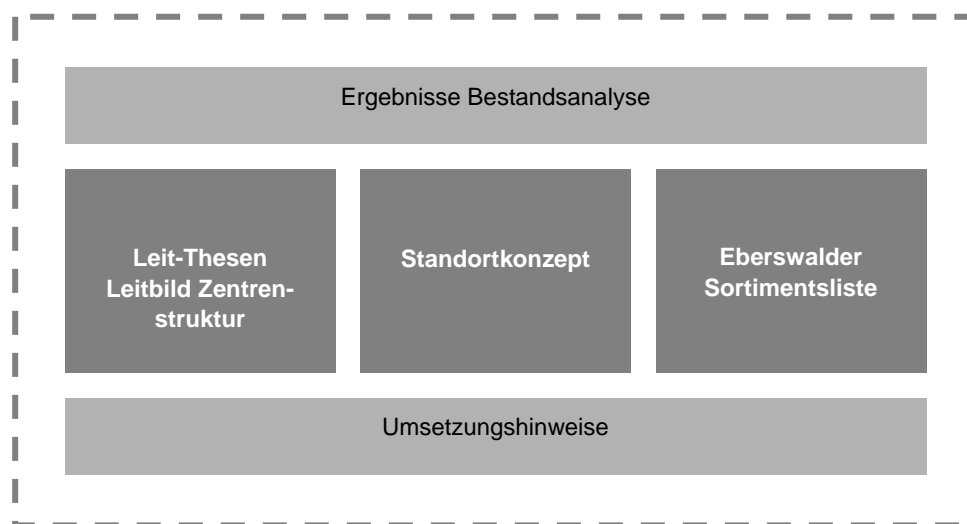 Ergebnisse Bestandsanalyse
Leit-Thesen
Leitbild Zentren-
struktur
Standortkonzept
Eberswalder
Sortimentsliste
Umsetzungshinweise